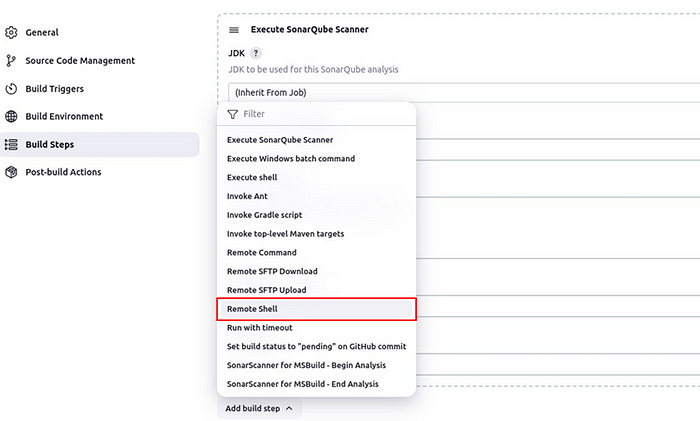 General
Source Code Management
Build Triggers
Build Environment
Build Steps
Post-build Actions
Execute SonarQube Scanner
JDK ?
JDK to be used for this SonarQube analysis
(Inherit From Job)
Filter
Execute SonarQube Scanner
Execute Windows batch command
Execute shell
Invoke Ant
Invoke Gradle script
Invoke top-level Maven targets
Remote Command
Remote SFTP Download
Remote SFTP Upload
Remote Shell
Run with timeout
Set build status to "pending" on GitHub commit
SonarScanner for MSBuild - Begin Analysis
SonarScanner for MSBuild - End Analysis
Add build step